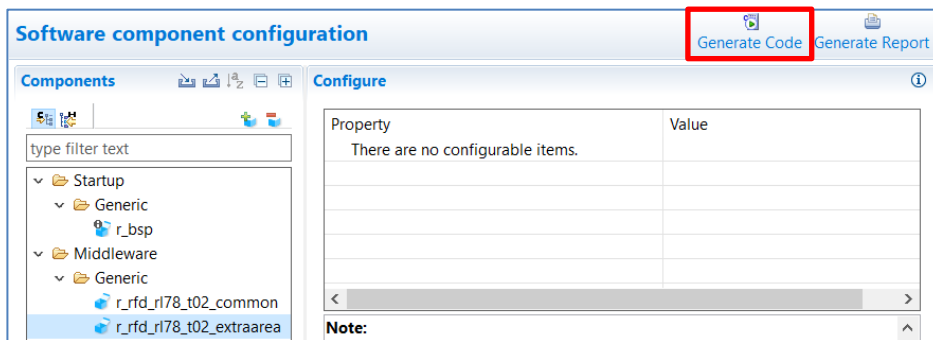 Software component configuration
Generate Code Generate Report
Components
Configure
type filter text
Property Value
There are no configurable items.
Startup
Generic
r_bsp
Middleware
Generic
r_rfd_rl78_t02_common
r_rfd_rl78_t02_extraarea
Note: